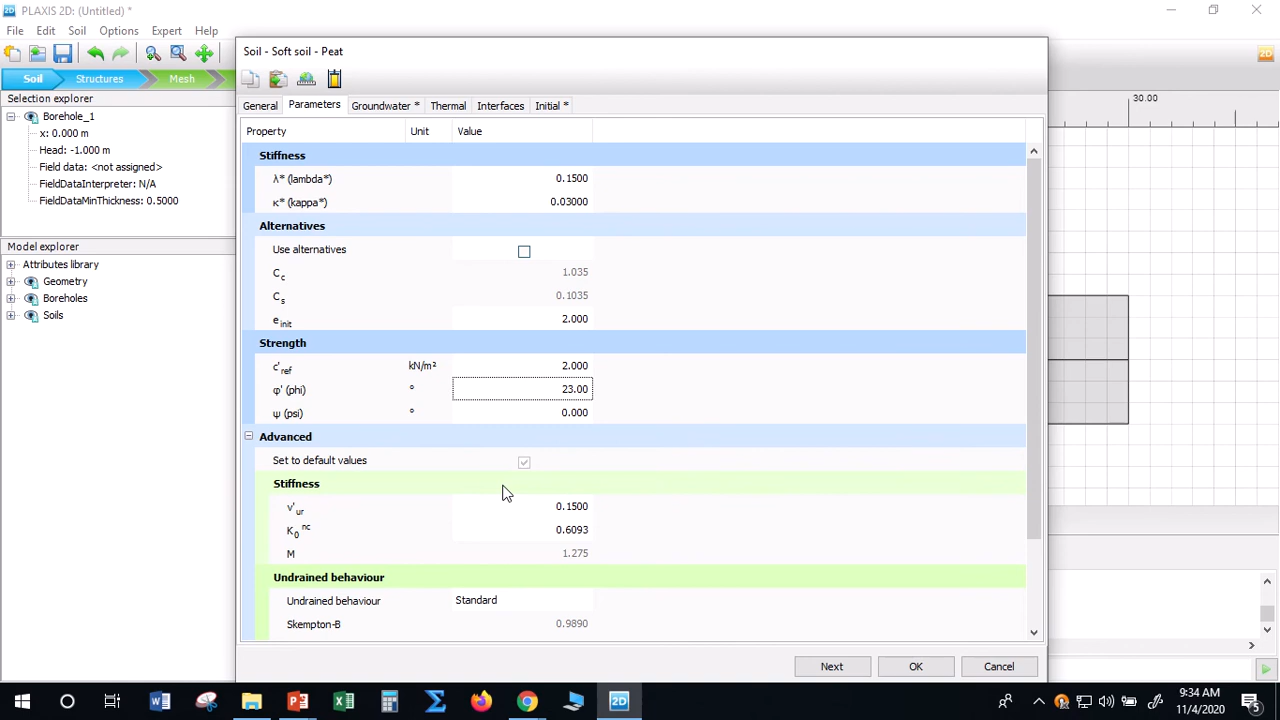 PLAXIS 2D: (Untitled) *
File Edit Soil Options Expert Help
Soil Structures Mesh
Selection explorer
Borehole_1
x: 0.000 m
Head: -1.000 m
Field data: <not assigned>
FieldDataInterpreter: N/A
FieldDataMinThickness: 0.5000
Model explorer
Attributes library
Geometry
Boreholes
Soils
Soil - Soft soil - Peat
General Parameters Groundwater * Thermal Interfaces Initial *
Property Unit Value
Stiffness
λ* (lambda*) 0.1500
κ* (kappa*) 0.03000
Alternatives
Use alternatives
Cc 1.035
Cs 0.1035
einit 2.000
Strength
c'ref kN/m² 2.000
φ' (phi) ° 23.00
ψ (psi) ° 0.000
Advanced
Set to default values
Stiffness
ν'ur 0.1500
K0nc 0.6093
M 1.275
Undrained behaviour
Undrained behaviour Standard
Skempton-B 0.9890
Next OK Cancel
30.00
2D
2D
9:34 AM
11/4/2020
5